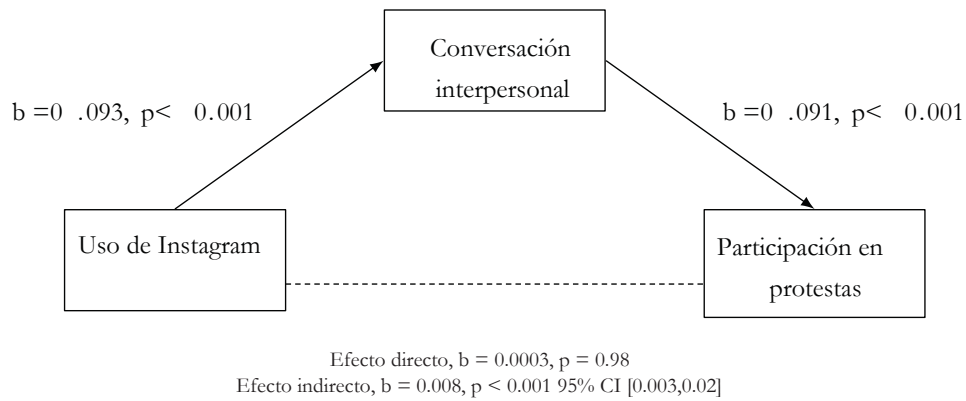 Conversación
interpersonal
b =0 .093, p< 0.001
b =0 .091, p< 0.001
Uso de Instagram
Participación en
protestas
Efecto directo, b = 0.0003, p = 0.98
Efecto indirecto, b = 0.008, p < 0.001 95% CI [0.003,0.02]